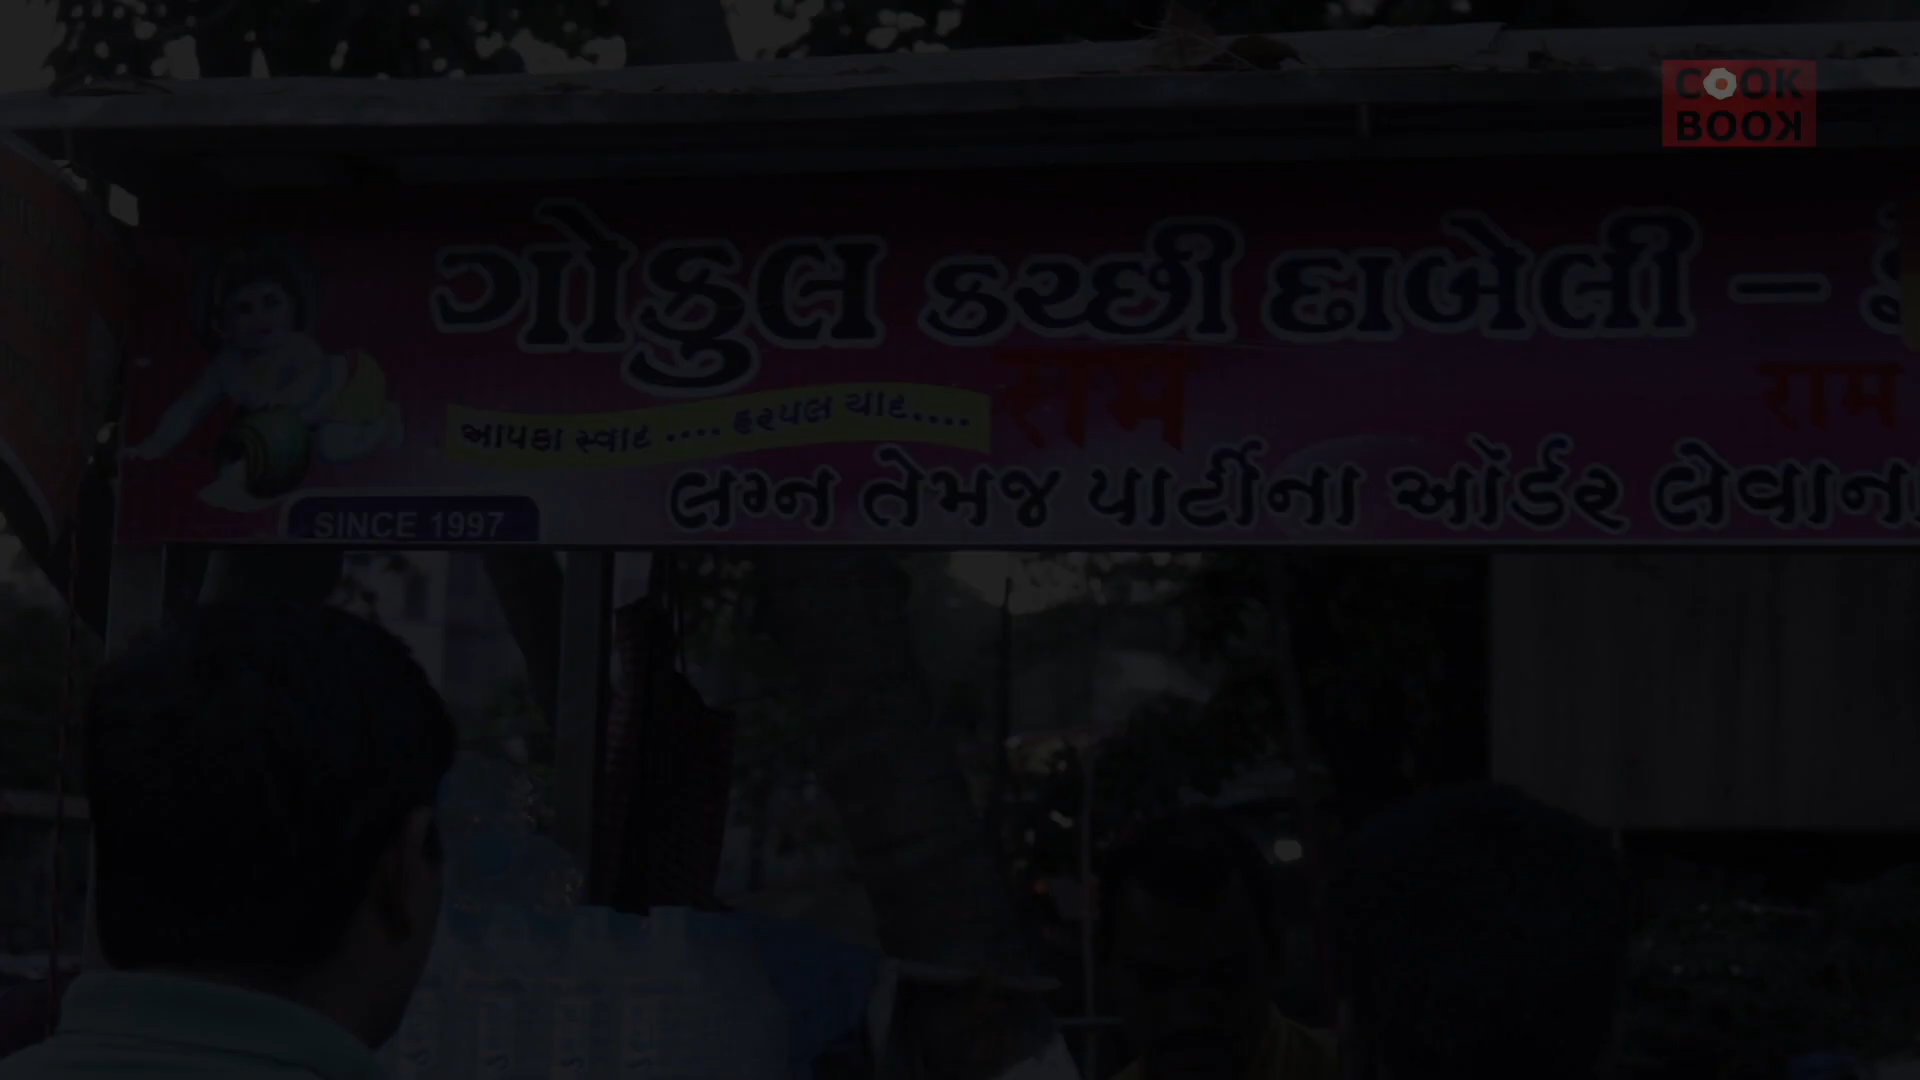 COOK
BOOK
ગોકુલ કચ્છી દાબેલી –
राम राम
આપકા સ્વાદ .... હરપલ યાદ....
લગ્ન તેમજ પાર્ટીના ઓર્ડર લેવાના
SINCE 1997